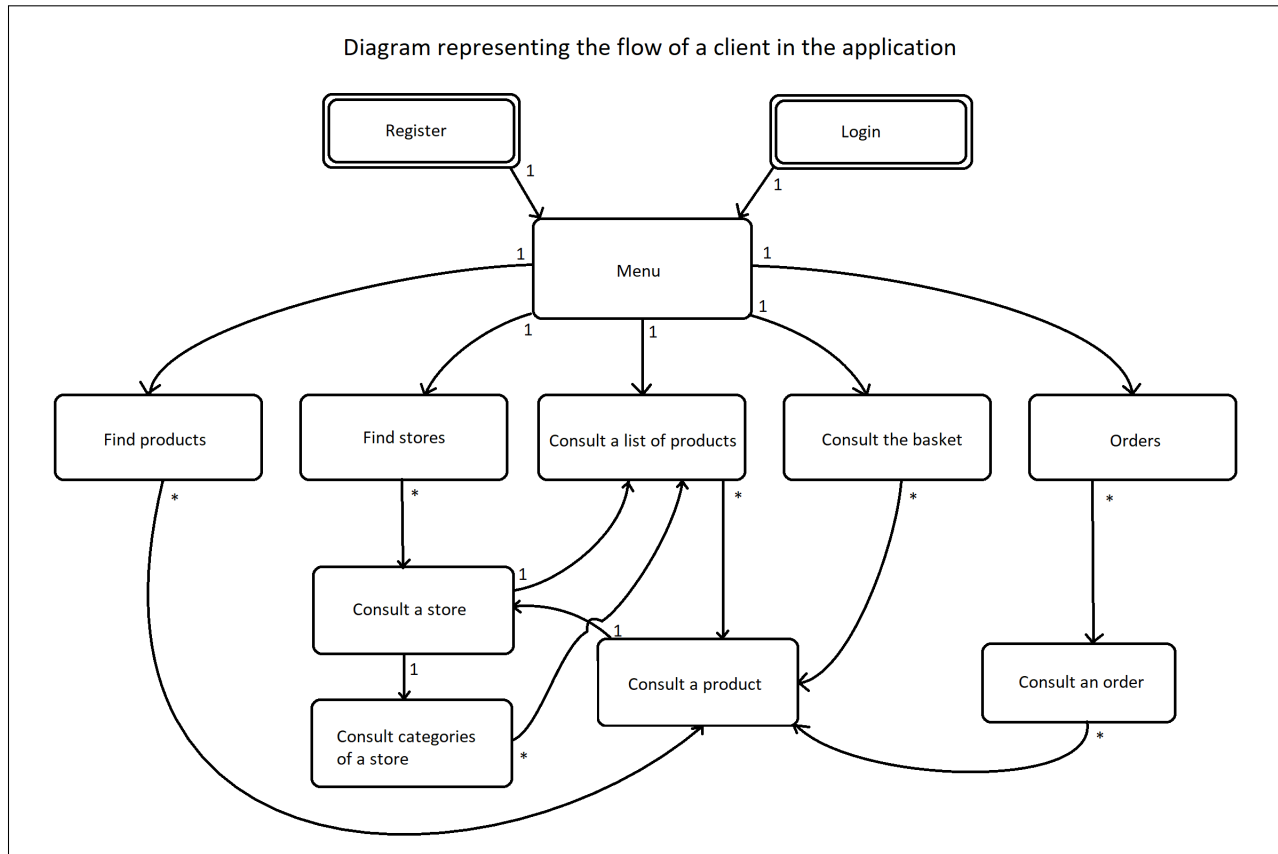 Diagram representing the flow of a client in the application
Register
Login
1
1
Menu
1
1
1
1
1
Find products
Find stores
Consult a list of products
Consult the basket
Orders
*
*
*
*
*
Consult a store
1
1
Consult a product
Consult an order
1
Consult categories
of a store
*
*